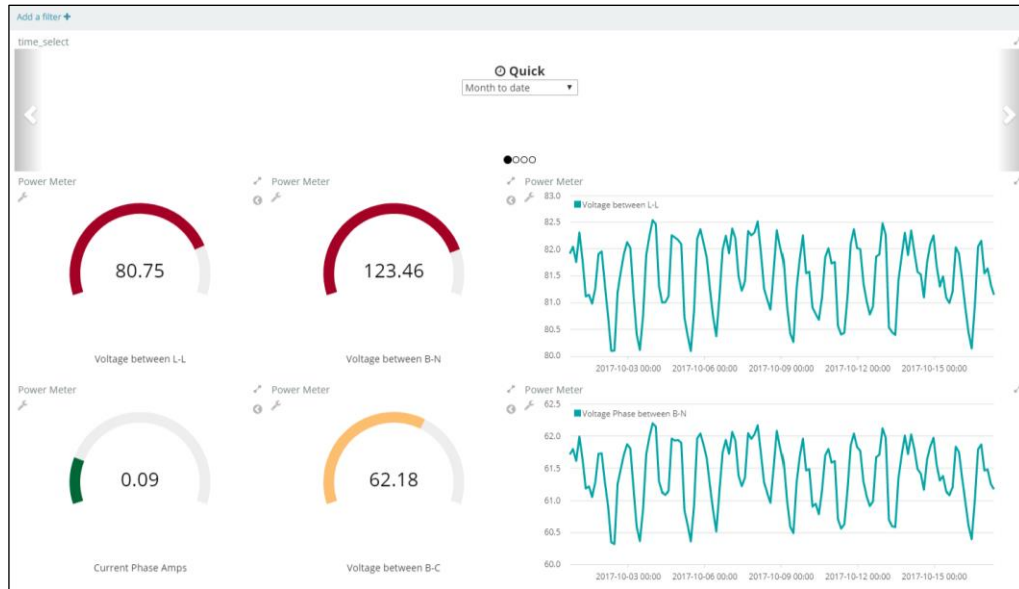 Add a filter +
time_select
Quick
Month to date
Power Meter
80.75
Voltage between L-L
Power Meter
123.46
Voltage between B-N
Power Meter
Voltage between L-L
83.0
82.5
82.0
81.5
81.0
80.5
80.0
2017-10-03 00:00 2017-10-06 00:00 2017-10-09 00:00 2017-10-12 00:00 2017-10-15 00:00
Power Meter
0.09
Current Phase Amps
Power Meter
62.18
Voltage between B-C
Power Meter
Voltage Phase between B-N
62.5
62.0
61.5
61.0
60.5
60.0
2017-10-03 00:00 2017-10-06 00:00 2017-10-09 00:00 2017-10-12 00:00 2017-10-15 00:00